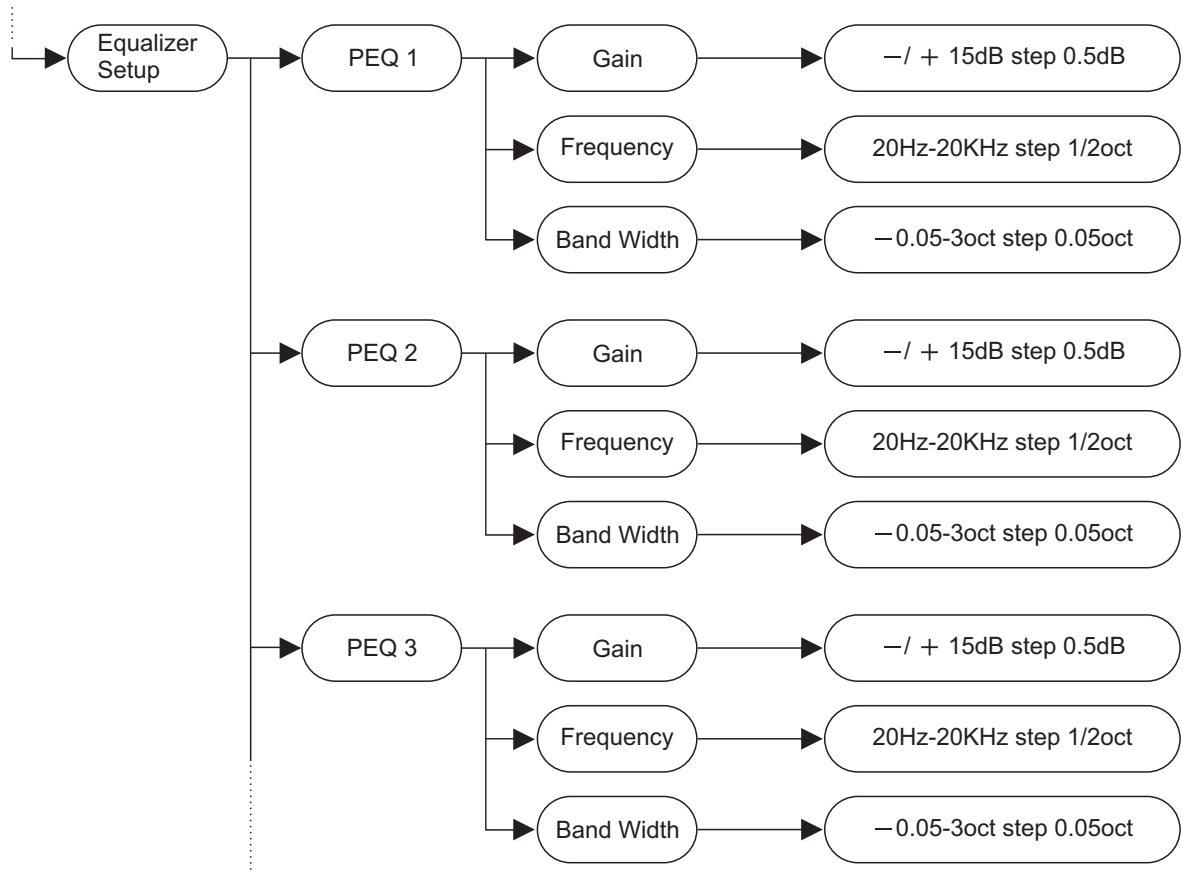 Equalizer
Setup
PEQ 1
Gain
−/ + 15dB step 0.5dB
Frequency
20Hz-20KHz step 1/2oct
Band Width
−0.05-3oct step 0.05oct
PEQ 2
Gain
−/ + 15dB step 0.5dB
Frequency
20Hz-20KHz step 1/2oct
Band Width
−0.05-3oct step 0.05oct
PEQ 3
Gain
−/ + 15dB step 0.5dB
Frequency
20Hz-20KHz step 1/2oct
Band Width
−0.05-3oct step 0.05oct